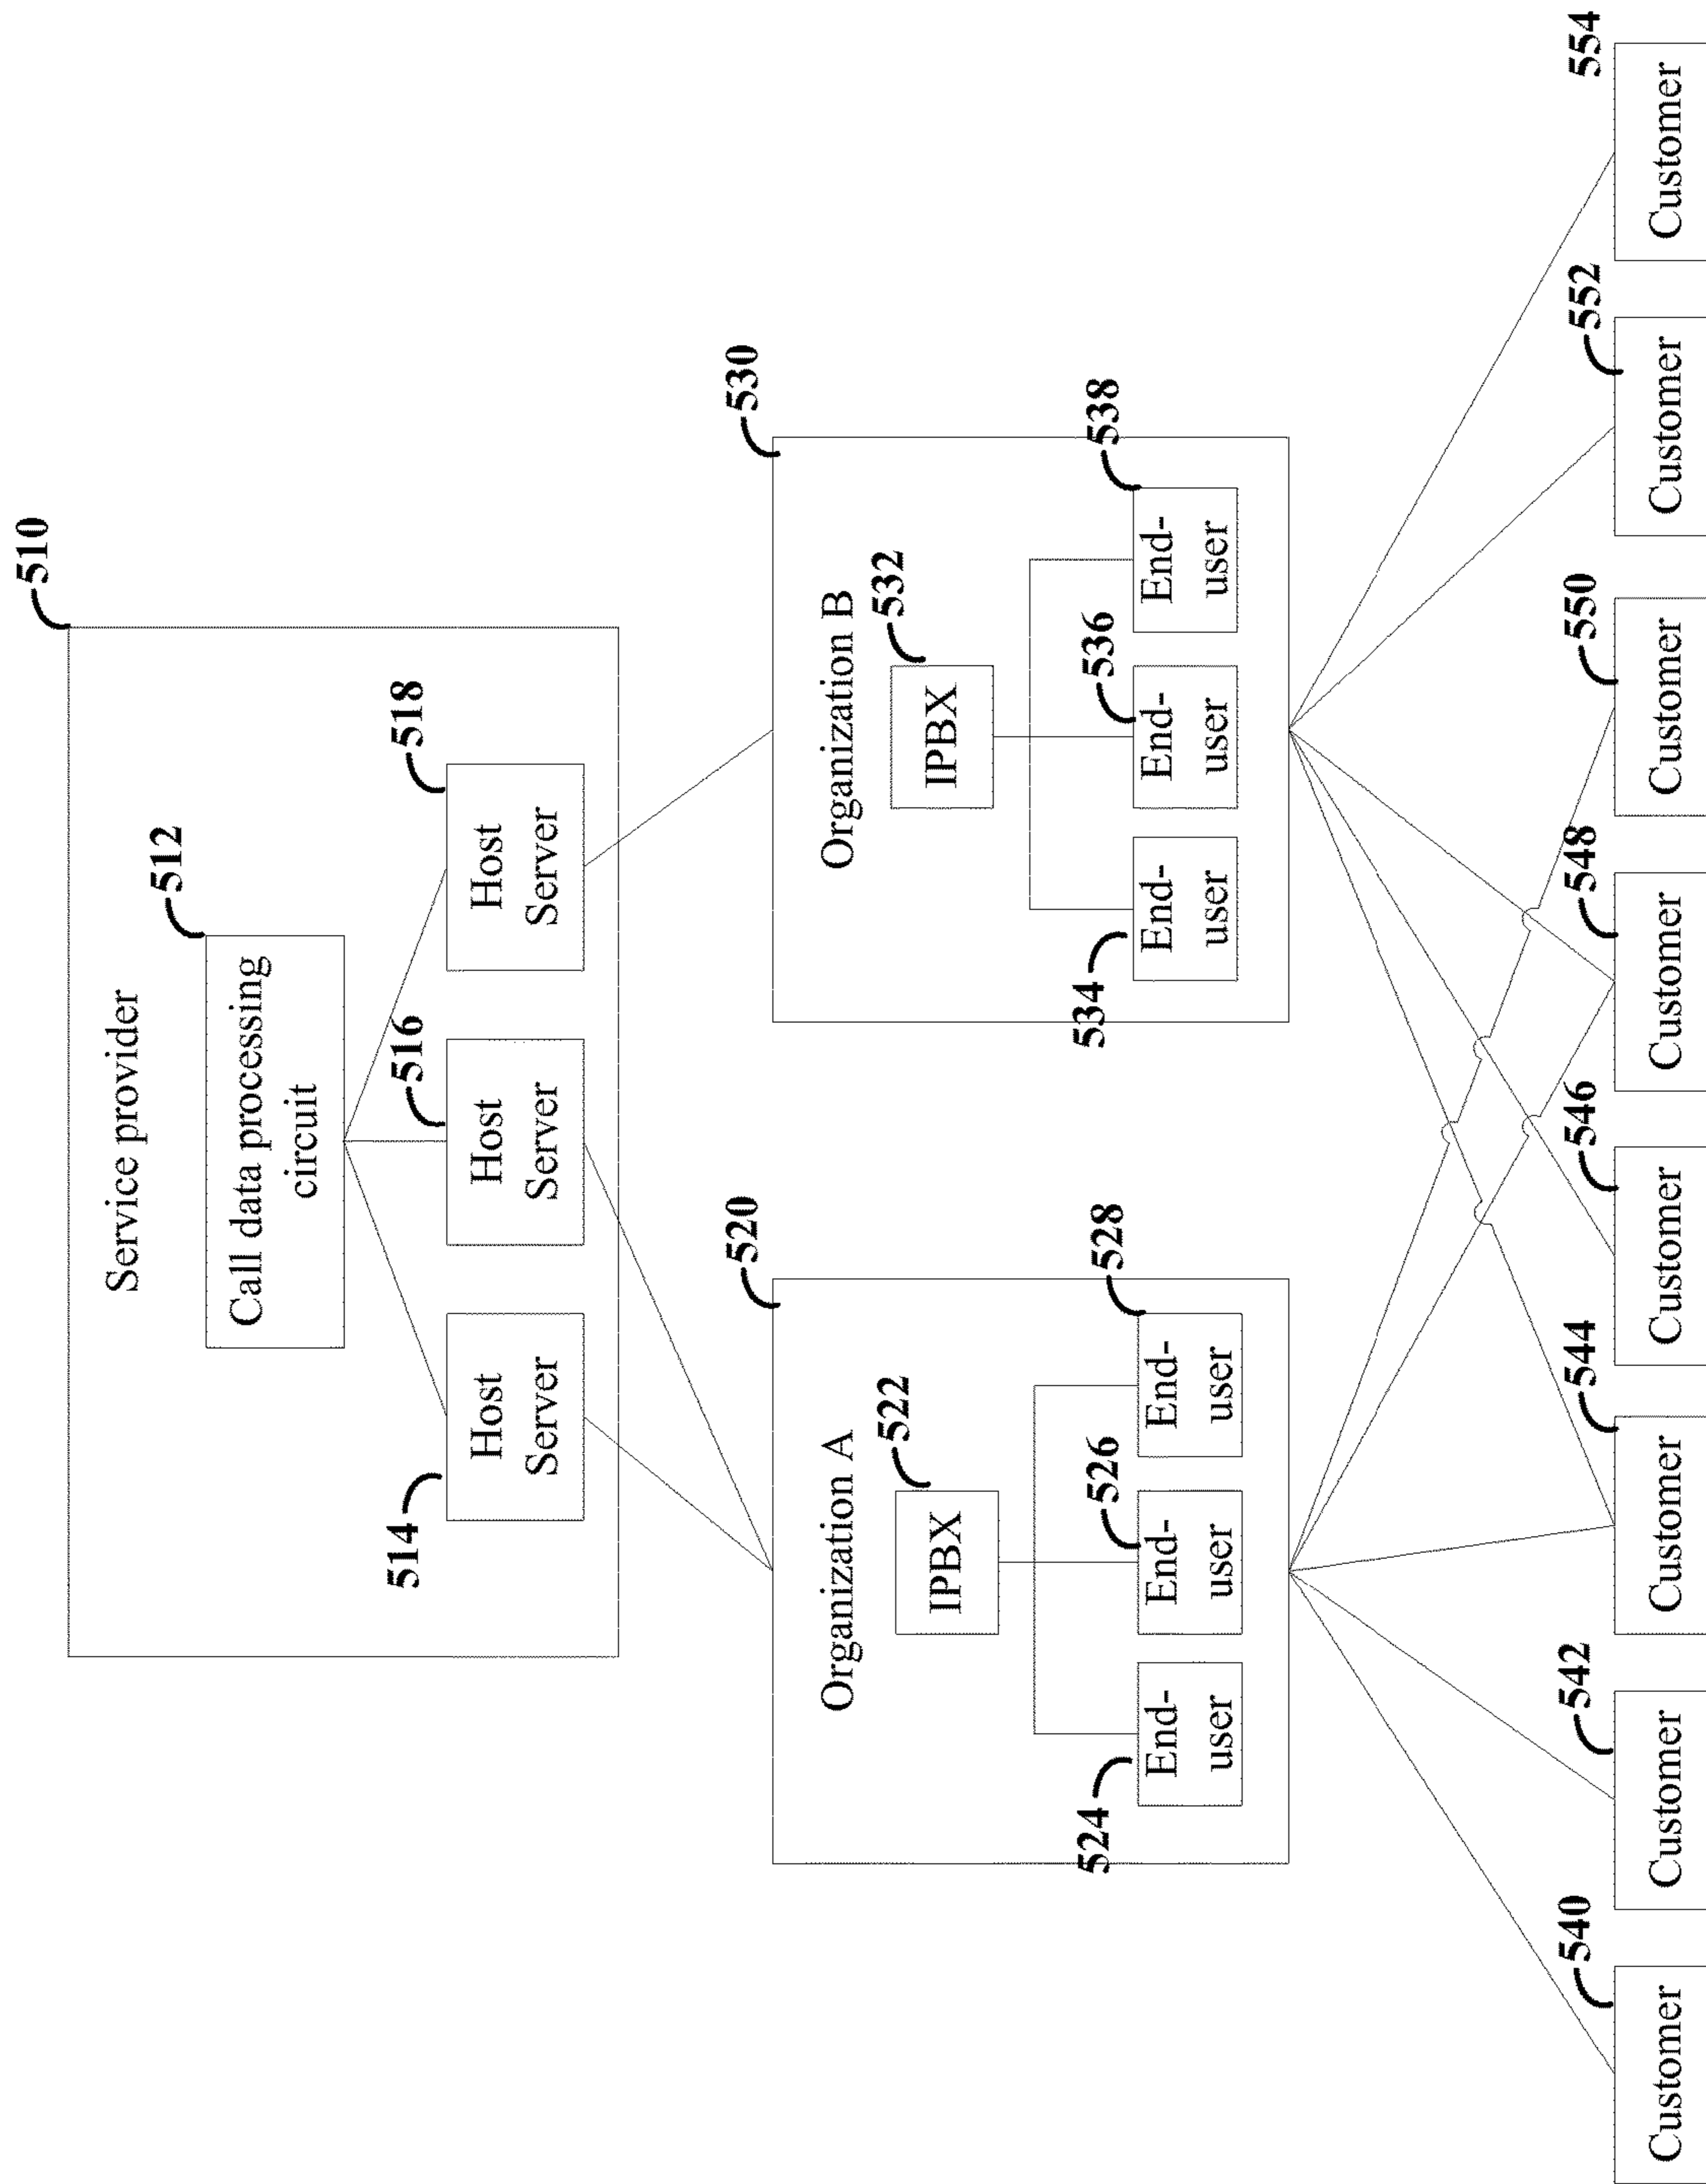 510
Service provider
512
Call data processing
circuit
514
516
518
Host
Server
Host
Server
Host
Server
520
530
Organization A
Organization B
522
IPBX
532
IPBX
524
526
528
End-
user
End-
user
End-
user
534
536
538
End-
user
End-
user
End-
user
540
542
544
546
548
550
552
554
Customer
Customer
Customer
Customer
Customer
Customer
Customer
Customer